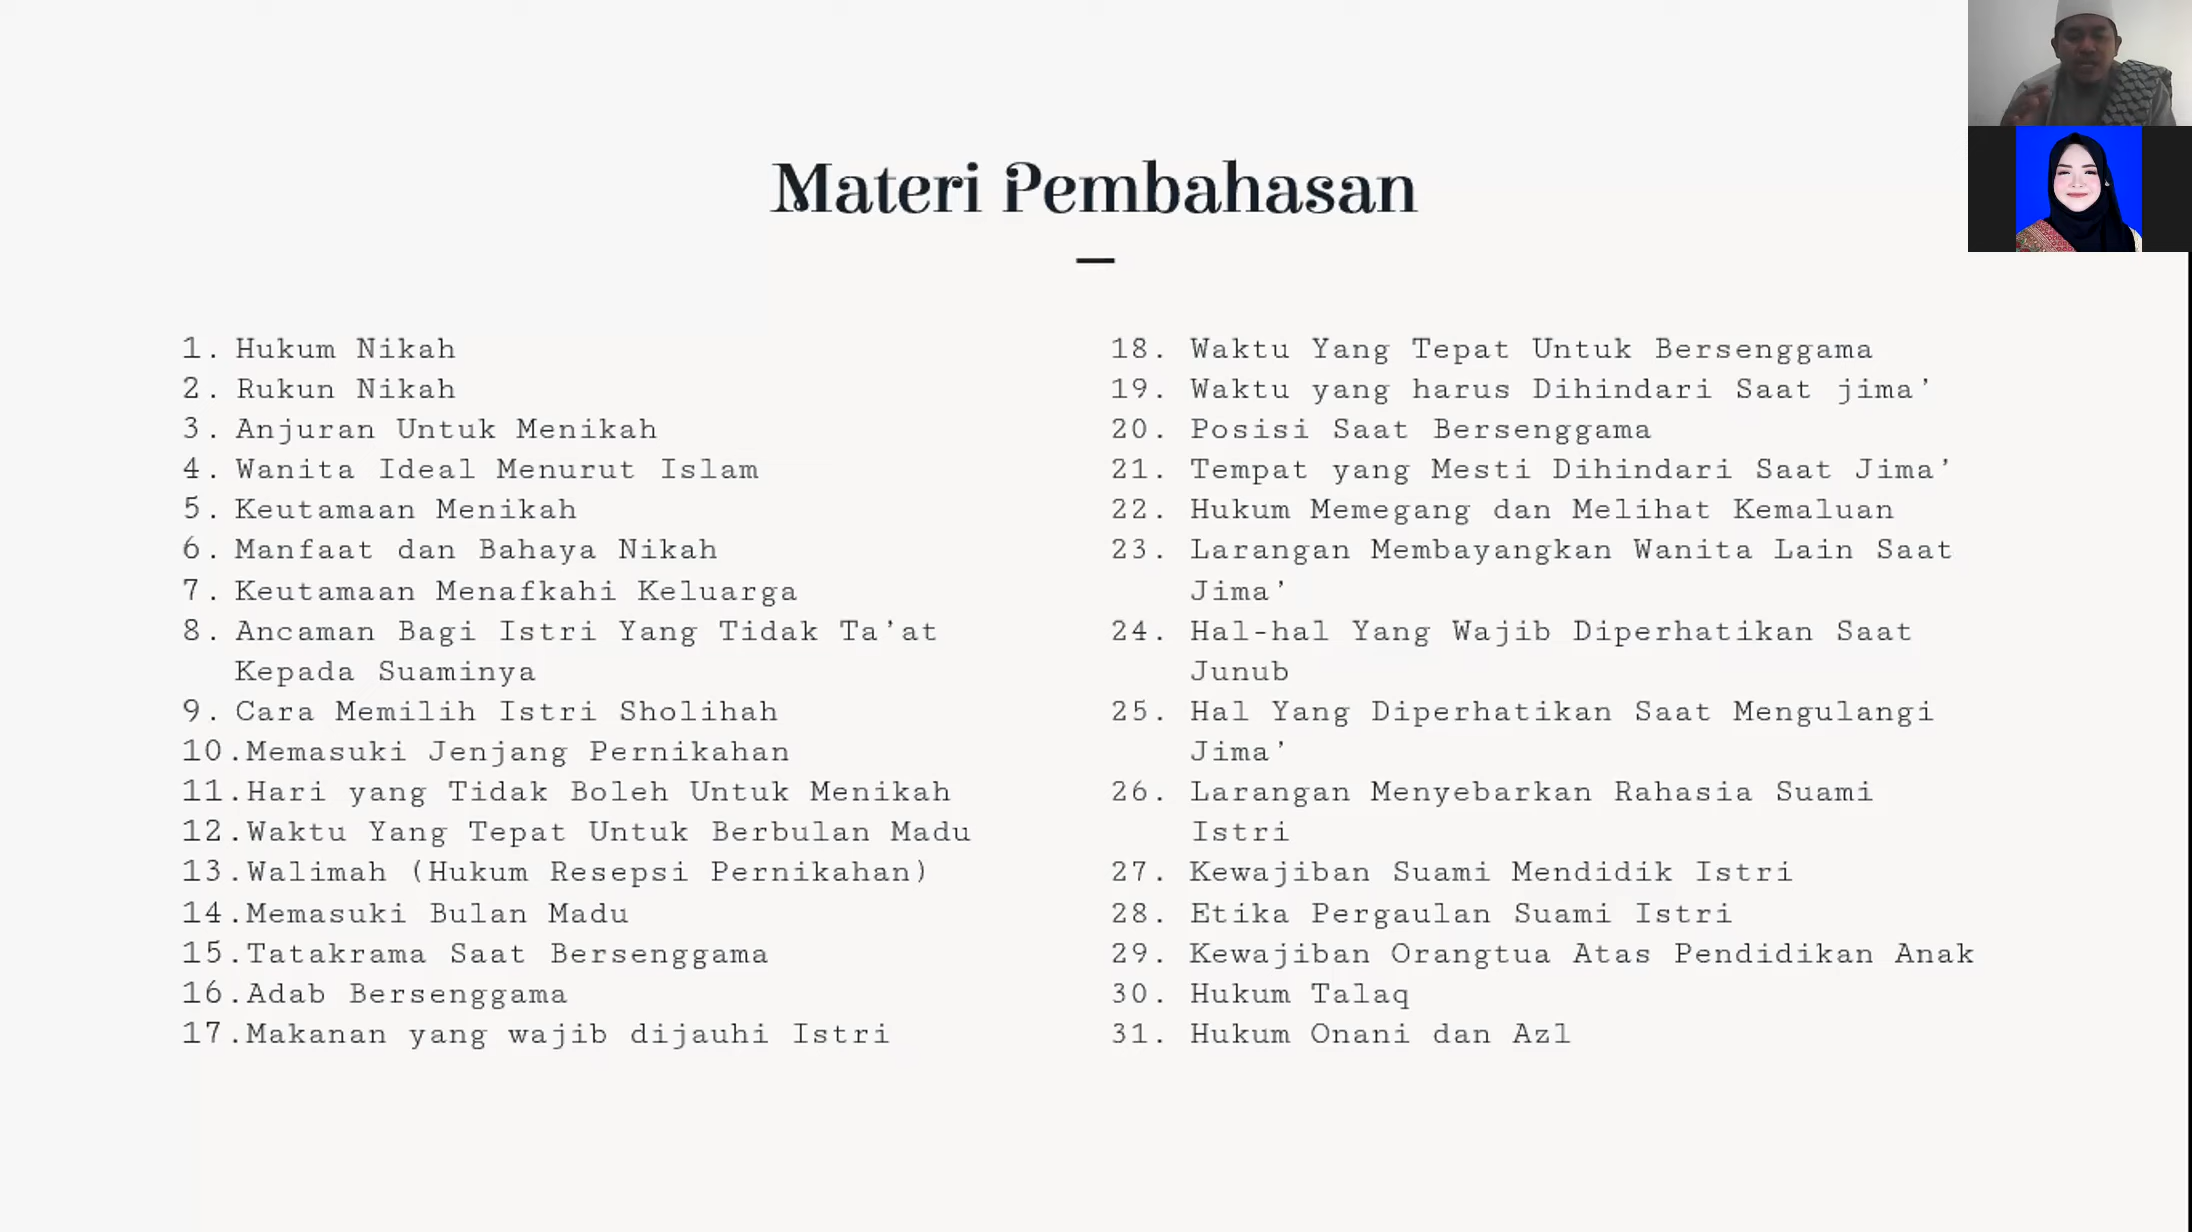 Materi Pembahasan
1. Hukum Nikah
2. Rukun Nikah
3. Anjuran Untuk Menikah
4. Wanita Ideal Menurut Islam
5. Keutamaan Menikah
6. Manfaat dan Bahaya Nikah
7. Keutamaan Menafkahi Keluarga
8. Ancaman Bagi Istri Yang Tidak Ta’at
Kepada Suaminya
9. Cara Memilih Istri Sholihah
10.Memasuki Jenjang Pernikahan
11.Hari yang Tidak Boleh Untuk Menikah
12.Waktu Yang Tepat Untuk Berbulan Madu
13.Walimah (Hukum Resepsi Pernikahan)
14.Memasuki Bulan Madu
15.Tatakrama Saat Bersenggama
16.Adab Bersenggama
17.Makanan yang wajib dijauhi Istri
18. Waktu Yang Tepat Untuk Bersenggama
19. Waktu yang harus Dihindari Saat jima’
20. Posisi Saat Bersenggama
21. Tempat yang Mesti Dihindari Saat Jima’
22. Hukum Memegang dan Melihat Kemaluan
23. Larangan Membayangkan Wanita Lain Saat
Jima’
24. Hal-hal Yang Wajib Diperhatikan Saat
Junub
25. Hal Yang Diperhatikan Saat Mengulangi
Jima’
26. Larangan Menyebarkan Rahasia Suami
Istri
27. Kewajiban Suami Mendidik Istri
28. Etika Pergaulan Suami Istri
29. Kewajiban Orangtua Atas Pendidikan Anak
30. Hukum Talaq
31. Hukum Onani dan Azl